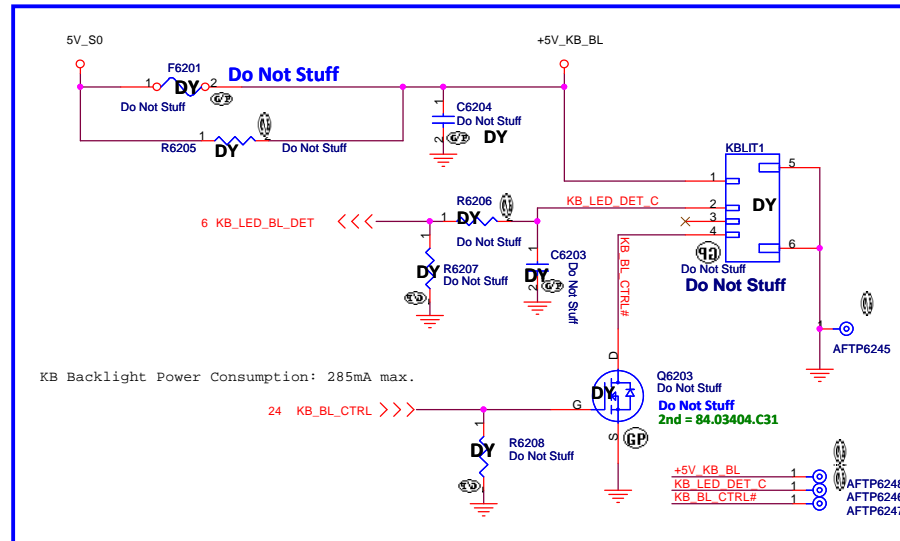 5V_S0
+5V_KB_BL
F6201
1
2
DY
Do Not Stuff
Do Not Stuff
G/P
1
C6204
Do Not Stuff
2
G/P
DY
1
2
R6205
DY
Do Not Stuff
KBLIT1
5
1
R6206
KB_LED_DET_C
2
DY
6 KB_LED_BL_DET
1
DY
3
4
Do Not Stuff
6
GP
Do Not Stuff
Do Not Stuff
1
R6207
DY
Do Not Stuff
1
C6203
DY
2
G/P
Do Not Stuff
KB_BL_CTRL#
1
AFTP6245
KB Backlight Power Consumption: 285mA max.
D
Q6203
Do Not Stuff
DY
Do Not Stuff
2nd = 84.03404.C31
24 KB_BL_CTRL
G
S
GP
1
R6208
DY
Do Not Stuff
+5V_KB_BL
1
AFTP6248
KB_LED_DET_C
1
AFTP6246
KB_BL_CTRL#
1
AFTP6247